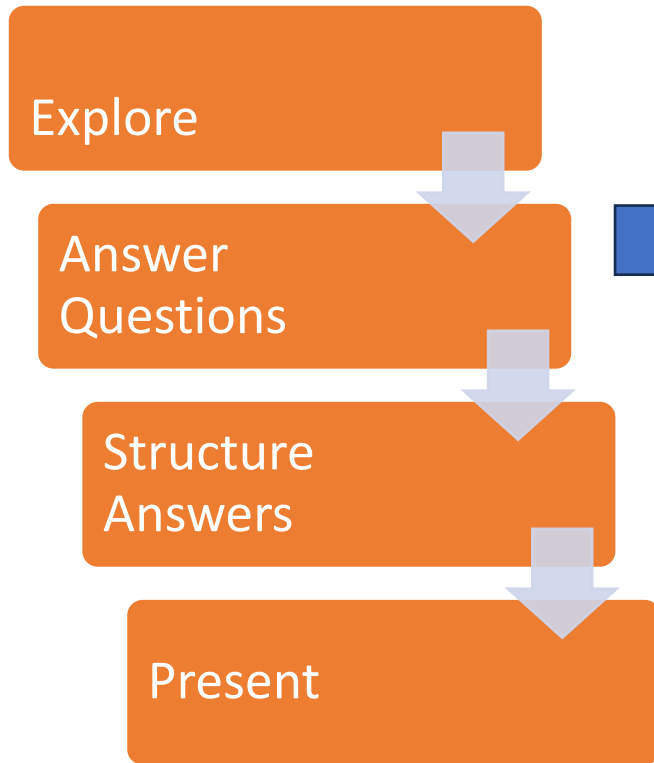 Explore
Answer
Questions
Structure
Answers
Present